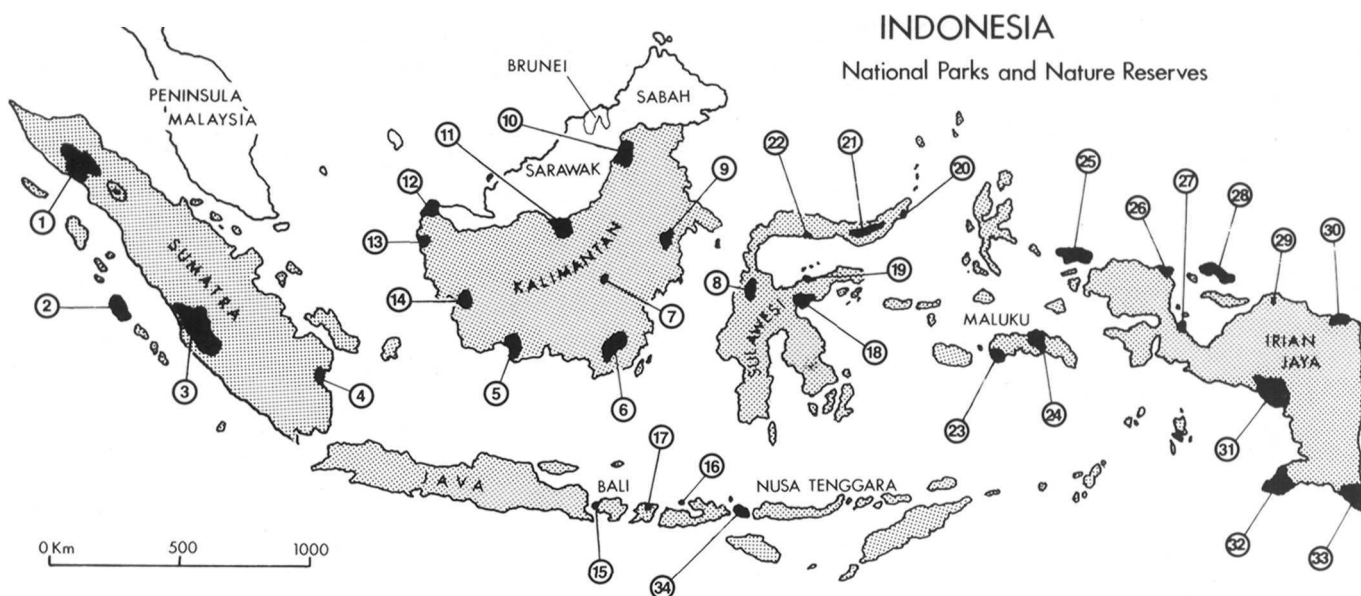 INDONESIA
National Parks and Nature Reserves
BRUNEI
SABAH
PENINSULA
MALAYSIA
10
11
22
21
20
25
27
SARAWAK
9
26
28
12
29
30
1
13
SUMATRA
KALIMANTAN
8
19
14
7
MALUKU
IRIAN
JAYA
2
SULAWESI
18
3
4
5
6
23
24
31
17
16
JAVA
BALI
NUSA TENGGARA
32
33
0 Km 500 1000
15
34